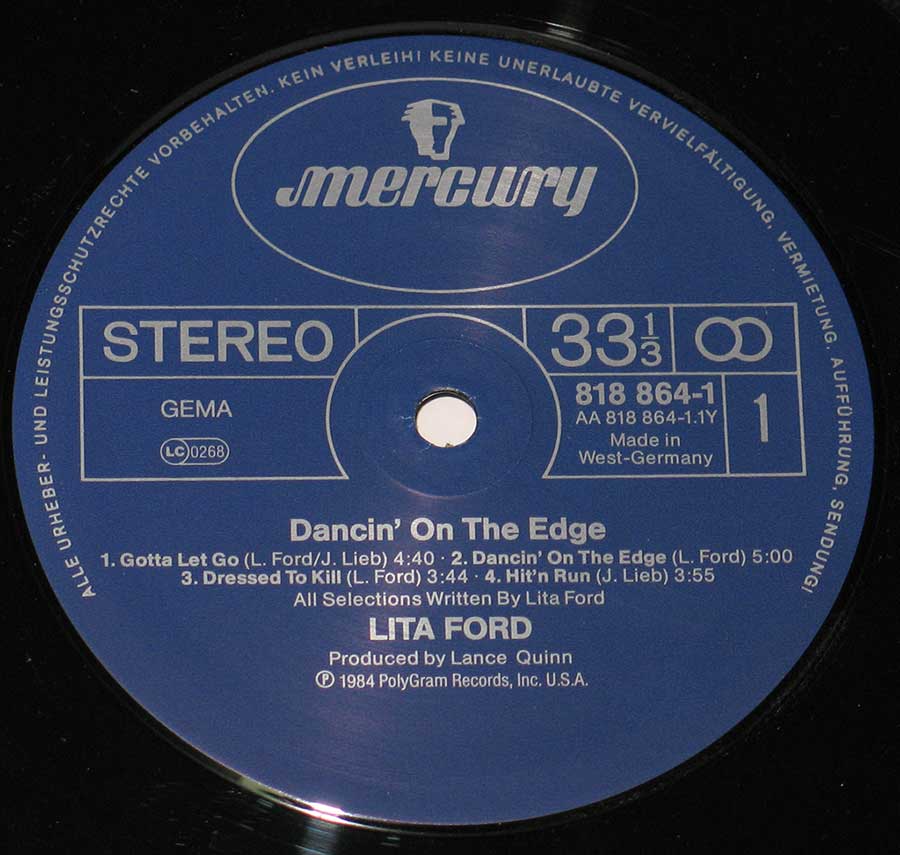 ALLE URHEBER- UND LEISTUNGSSCHUTZRECHTE VORBEHALTEN. KEIN VERLEIH! KEINE UNERLAUBTE VERVIELFÄLTIGUNG, VERMIETUNG, AUFFÜHRUNG, SENDUNG!
mercury
STEREO
33 1/3
GEMA
LC 0268
818 864-1
AA 818 864-1.1Y
Made in
West-Germany
1
Dancin' On The Edge
1. Gotta Let Go (L. Ford/J. Lieb) 4:40 · 2. Dancin' On The Edge (L. Ford) 5:00
3. Dressed To Kill (L. Ford) 3:44 · 4. Hit'n Run (J. Lieb) 3:55
All Selections Written By Lita Ford
LITA FORD
Produced by Lance Quinn
℗ 1984 PolyGram Records, Inc. U.S.A.